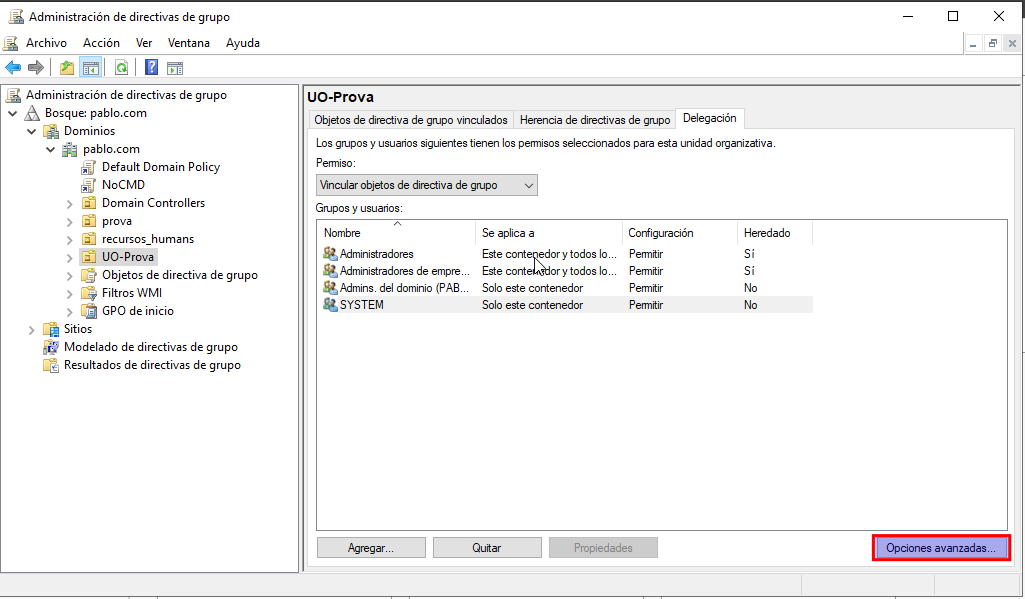 Administración de directivas de grupo
Archivo Acción Ver Ventana Ayuda
Administración de directivas de grupo
Bosque: pablo.com
Dominios
pablo.com
Default Domain Policy
NoCMD
Domain Controllers
prova
recursos_humans
UO-Prova
Objetos de directiva de grupo
Filtros WMI
GPO de inicio
Sitios
Modelado de directivas de grupo
Resultados de directivas de grupo
UO-Prova
Objetos de directiva de grupo vinculados Herencia de directivas de grupo Delegación
Los grupos y usuarios siguientes tienen los permisos seleccionados para esta unidad organizativa.
Permiso:
Vincular objetos de directiva de grupo
Grupos y usuarios:
Nombre Se aplica a Configuración Heredado
Administradores Este contenedor y todos lo... Permitir Sí
Administradores de empre... Este contenedor y todos lo... Permitir Sí
Admins. del dominio (PAB... Solo este contenedor Permitir No
SYSTEM Solo este contenedor Permitir No
Agregar... Quitar Propiedades Opciones avanzadas...